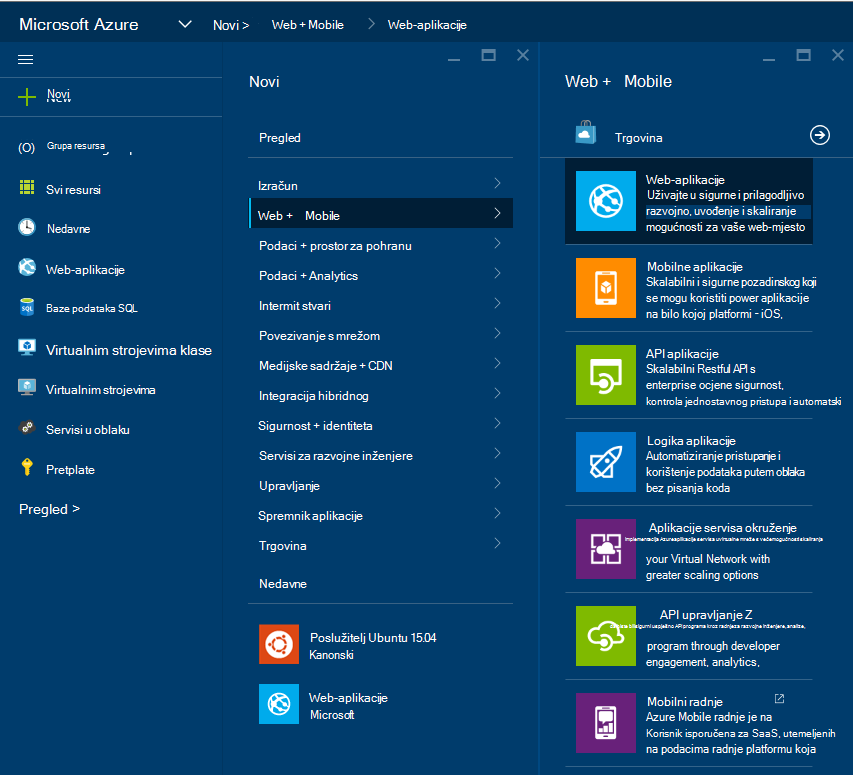 Microsoft Azure Novi > Web + Mobile Web-aplikacije
Novi
New
Grupa resursa
Svi resursi
Nedavne
Web-aplikacije
SQL
Baze podataka SQL
Virtualnim strojevima klase
Virtualnim strojevima
Servisi u oblaku
Pretplate
Pregled >
Novi
Pregled
Izračun
Web + Mobile
Podaci + prostor za pohranu
Podaci + Analytics
Intermit stvari
Povezivanje s mrežom
Medijske sadržaje + CDN
Integracija hibridnog
Sigurnost + identiteta
Servisi za razvojne inženjere
Upravljanje
Spremnik aplikacije
Trgovina
Nedavne
Poslužitelj Ubuntu 15.04
Kanonski
Web-aplikacije
Microsoft
Web + Mobile
Trgovina
Web-aplikacije
Uživajte u sigurne i prilagodljivo
razvojno, uvođenje i skaliranje
mogućnosti za vaše web-mjesto
Mobilne aplikacije
Skalabilni i sigurne pozadinskog koji
se mogu koristiti power aplikacije
na bilo kojoj platformi - iOS,
API aplikacije
Skalabilni Restful API s
enterprise ocjene sigurnost,
kontrola jednostavnog pristupa i automatski
Logika aplikacije
Automatiziranje pristupanje i
korištenje podataka putem oblaka
bez pisanja koda
Aplikacije servisa okruženje
your Virtual Network with
greater scaling options
API upravljanje Z
program through developer
engagement, analytics,
Mobilni radnje
Azure Mobile radnje je na
Korisnik isporučena za SaaS, utemeljenih
na podacima radnje platformu koja